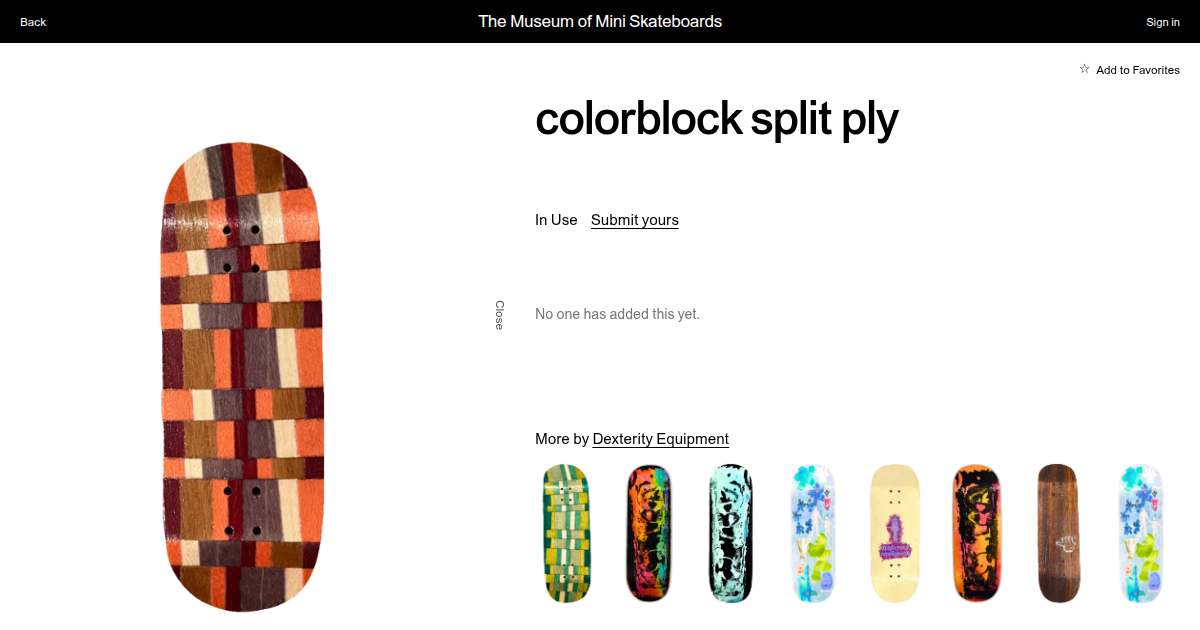 Back
The Museum of Mini Skateboards
Sign in
☆ Add to Favorites
colorblock split ply
In Use Submit yours
Close
No one has added this yet.
More by Dexterity Equipment